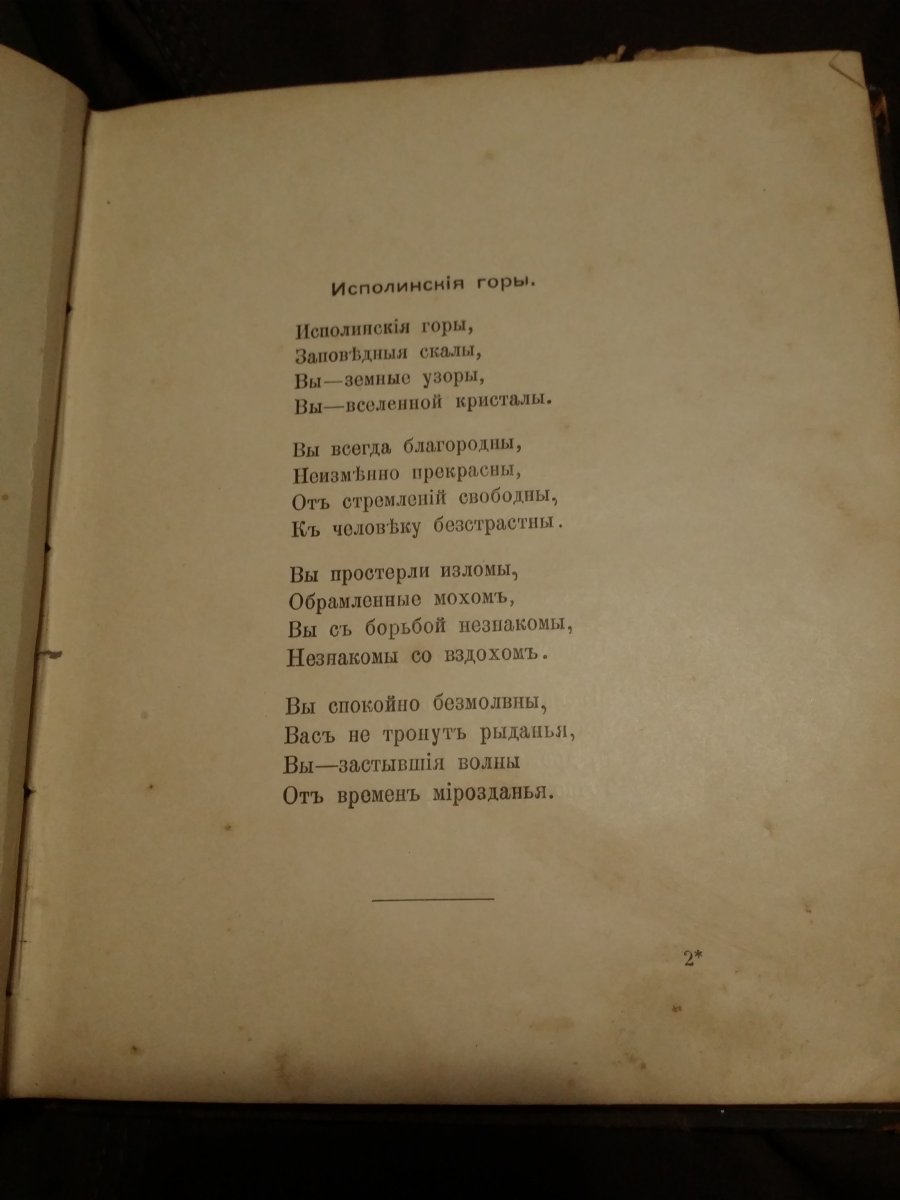 Исполинскія горы.
Исполинскія горы,
Заповѣдныя скалы,
Вы—земные узоры,
Вы—вселенной кристалы.
Вы всегда благородны,
Неизмѣнно прекрасны,
Отъ стремленій свободны,
Къ человѣку безстрастны.
Вы простерли изломы,
Обрамленные мохомъ,
Вы съ борьбой незнакомы,
Незнакомы со вздохомъ.
Вы спокойно безмолвны,
Васъ не тронутъ рыданья,
Вы—застывшія волны
Отъ временъ мірозданья.
2*